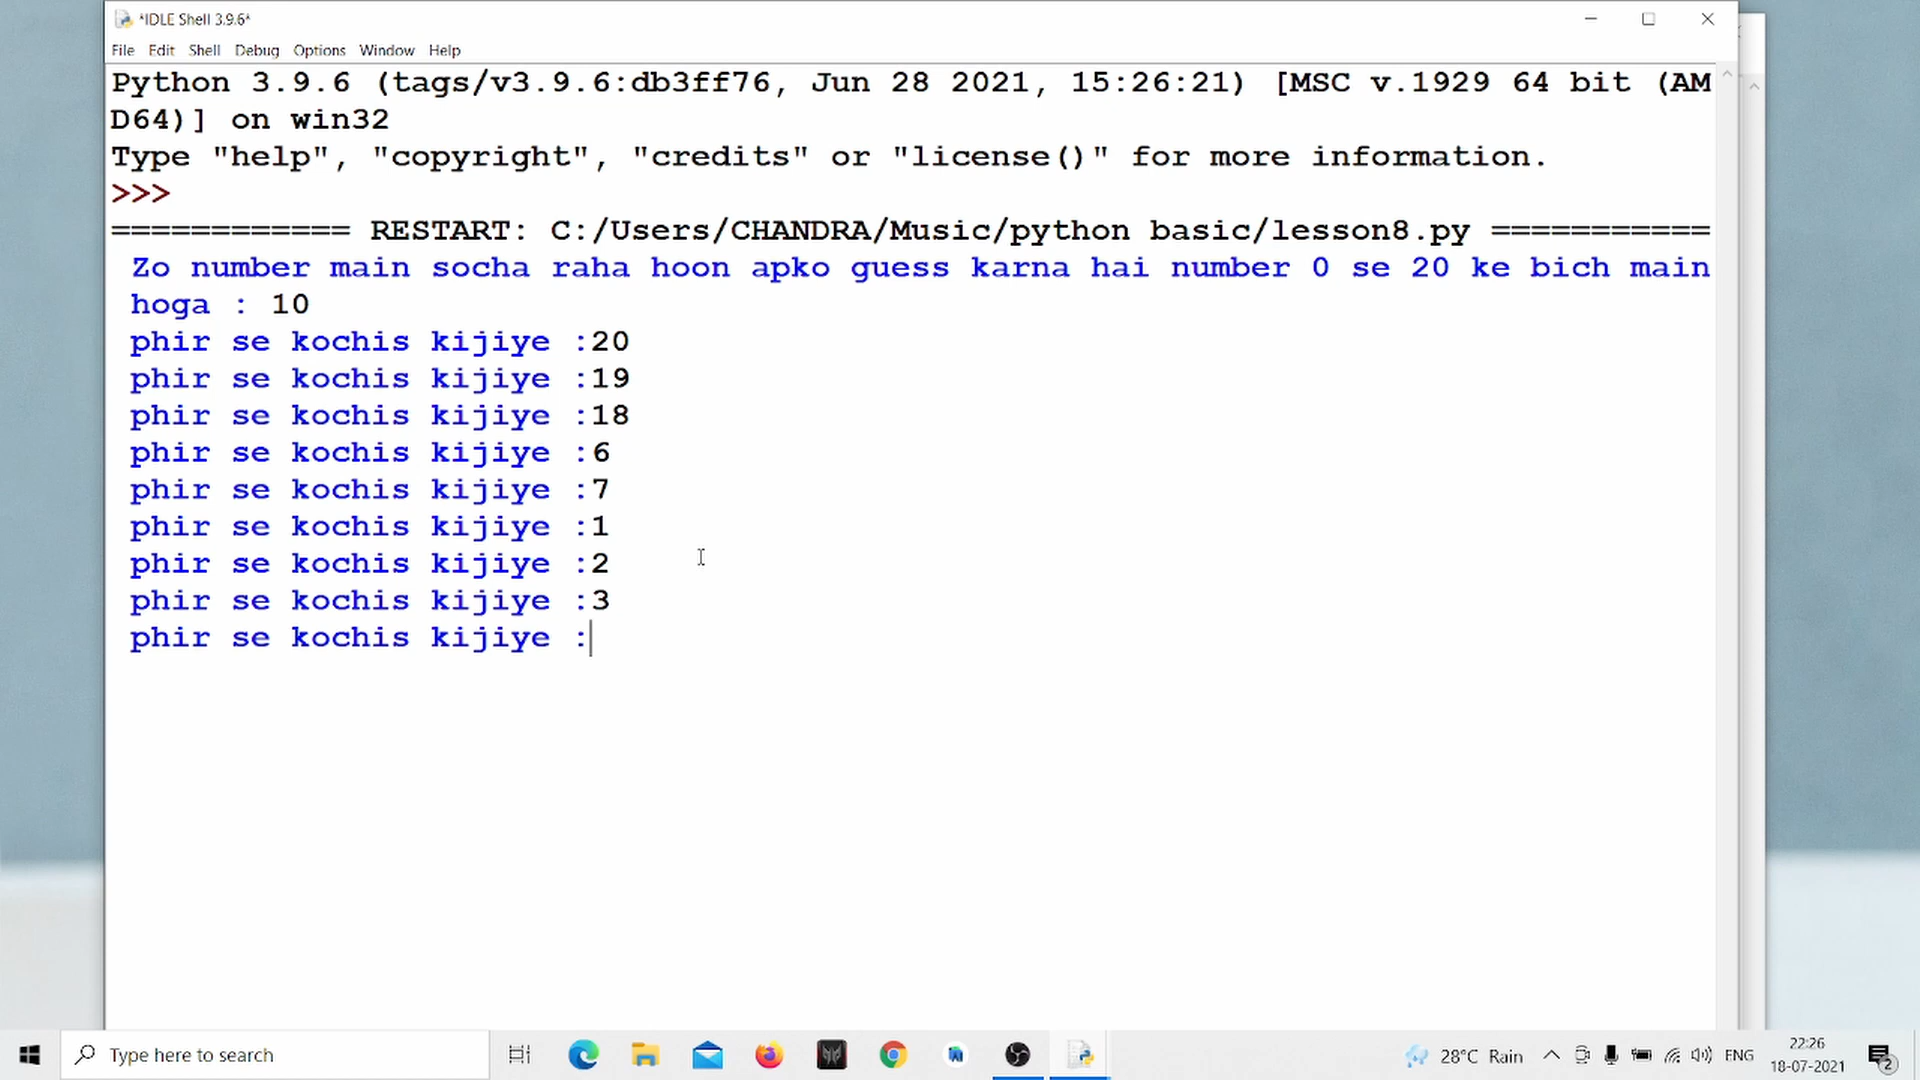 *IDLE Shell 3.9.6*
File Edit Shell Debug Options Window Help
Python 3.9.6 (tags/v3.9.6:db3ff76, Jun 28 2021, 15:26:21) [MSC v.1929 64 bit (AM
D64)] on win32
Type "help", "copyright", "credits" or "license()" for more information.
>>>
============ RESTART: C:/Users/CHANDRA/Music/python basic/lesson8.py ===========
Zo number main socha raha hoon apko guess karna hai number 0 se 20 ke bich main
hoga : 10
phir se kochis kijiye :20
phir se kochis kijiye :19
phir se kochis kijiye :18
phir se kochis kijiye :6
phir se kochis kijiye :7
phir se kochis kijiye :1
phir se kochis kijiye :2
phir se kochis kijiye :3
phir se kochis kijiye :
Type here to search
28°C Rain
ENG
22:26
18-07-2021
2